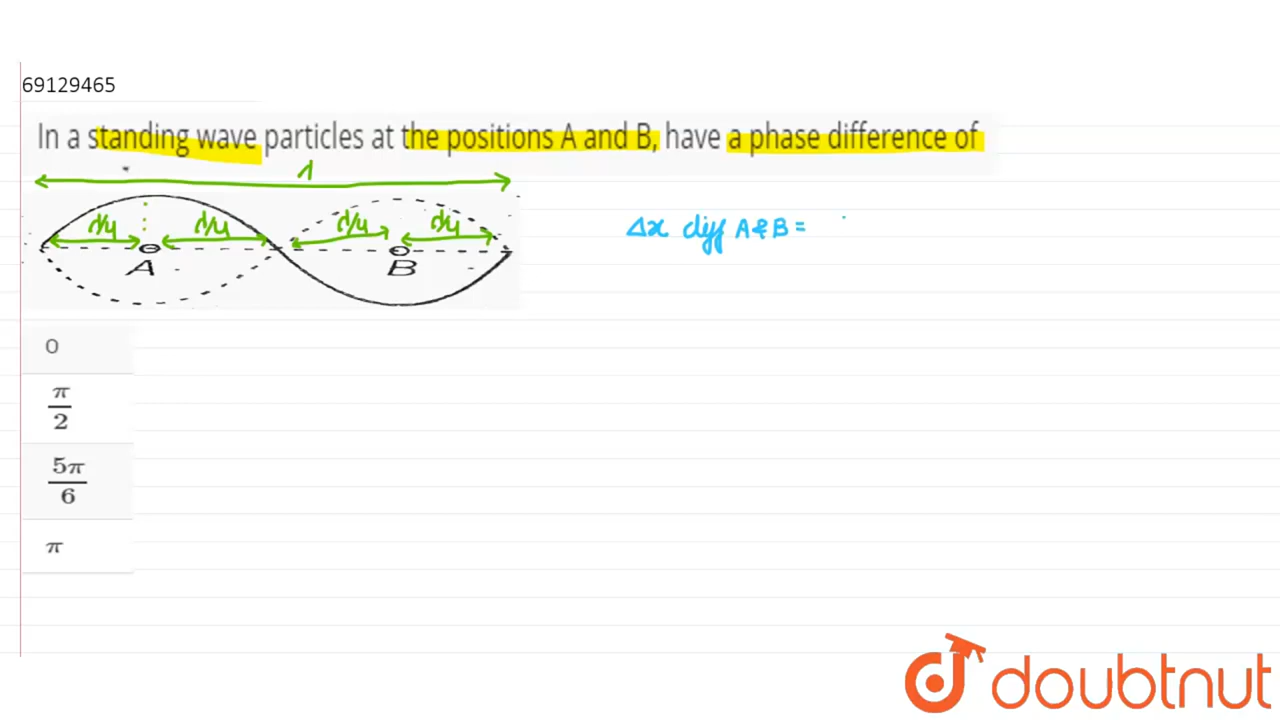 69129465
In a standing wave particles at the positions A and B, have a phase difference of
λ
λ/4 λ/4 λ/4 λ/4
A B
Δx diff A & B =
0
π/2
5π/6
π
doubtnut